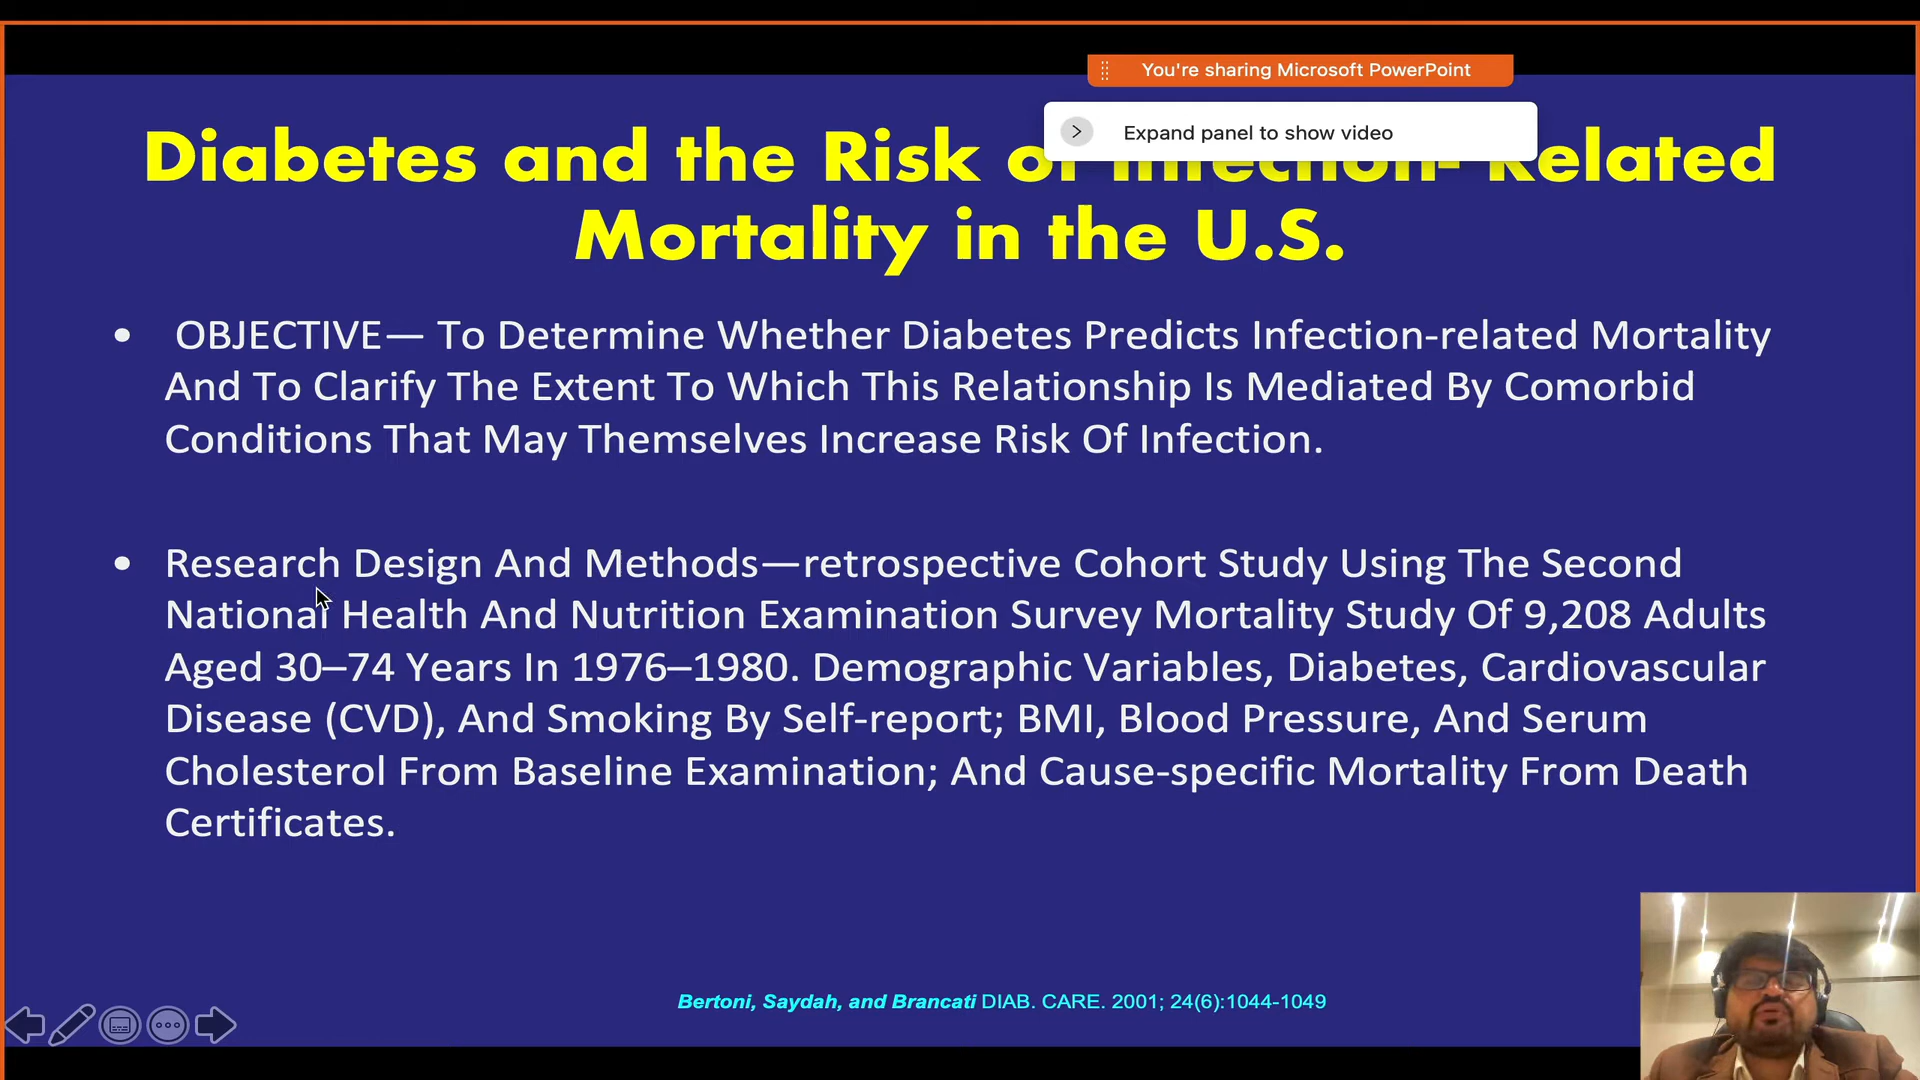 You're sharing Microsoft PowerPoint
Expand panel to show video
Diabetes and the Risk of Infection- Related
Mortality in the U.S.
• OBJECTIVE— To Determine Whether Diabetes Predicts Infection-related Mortality
And To Clarify The Extent To Which This Relationship Is Mediated By Comorbid
Conditions That May Themselves Increase Risk Of Infection.
• Research Design And Methods—retrospective Cohort Study Using The Second
National Health And Nutrition Examination Survey Mortality Study Of 9,208 Adults
Aged 30–74 Years In 1976–1980. Demographic Variables, Diabetes, Cardiovascular
Disease (CVD), And Smoking By Self-report; BMI, Blood Pressure, And Serum
Cholesterol From Baseline Examination; And Cause-specific Mortality From Death
Certificates.
Bertoni, Saydah, and Brancati DIAB. CARE. 2001; 24(6):1044-1049